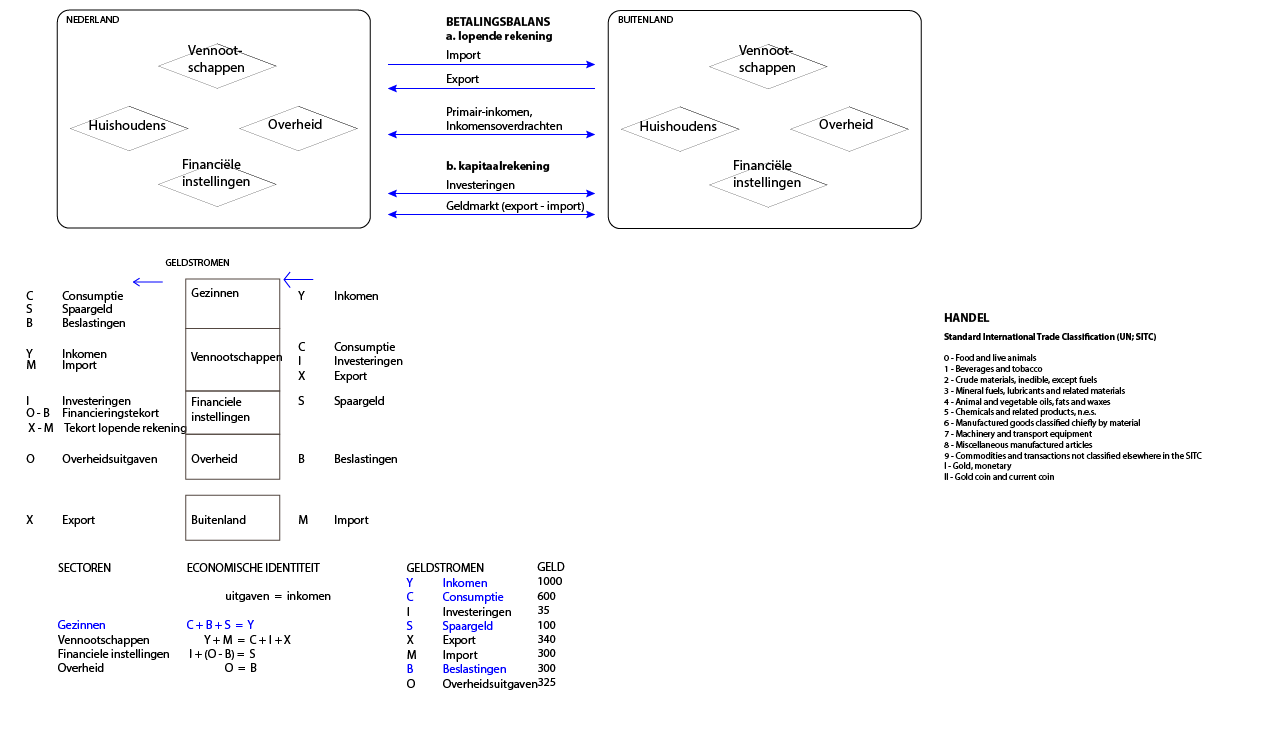 NEDERLAND
Vennoot-
schappen
Huishoudens
Overheid
Financiële
instellingen
BETALINGSBALANS
a. lopende rekening
Import
Export
Primair-inkomen,
Inkomensoverdrachten
b. kapitaalrekening
Investeringen
Geldmarkt (export - import)
BUITENLAND
Vennoot-
schappen
Huishoudens
Overheid
Financiële
instellingen
GELDSTROMEN
C Consumptie
S Spaargeld
B Beslastingen
Gezinnen
Y Inkomen
Y Inkomen
M Import
Vennootschappen
C Consumptie
I Investeringen
X Export
I Investeringen
O - B Financieringstekort
X - M Tekort lopende rekening
Financiele
instellingen
S Spaargeld
O Overheidsuitgaven
Overheid
B Beslastingen
X Export
Buitenland
M Import
HANDEL
Standard International Trade Classification (UN; SITC)
0 - Food and live animals
1 - Beverages and tobacco
2 - Crude materials, inedible, except fuels
3 - Mineral fuels, lubricants and related materials
4 - Animal and vegetable oils, fats and waxes
5 - Chemicals and related products, n.e.s.
6 - Manufactured goods classified chiefly by material
7 - Machinery and transport equipment
8 - Miscellaneous manufactured articles
9 - Commodities and transactions not classified elsewhere in the SITC
I - Gold, monetary
II - Gold coin and current coin
SECTOREN ECONOMISCHE IDENTITEIT
uitgaven = inkomen
Gezinnen C + B + S = Y
Vennootschappen Y + M = C + I + X
Financiele instellingen I + (O - B) = S
Overheid O = B
GELDSTROMEN GELD
Y Inkomen 1000
C Consumptie 600
I Investeringen 35
S Spaargeld 100
X Export 340
M Import 300
B Beslastingen 300
O Overheidsuitgaven 325